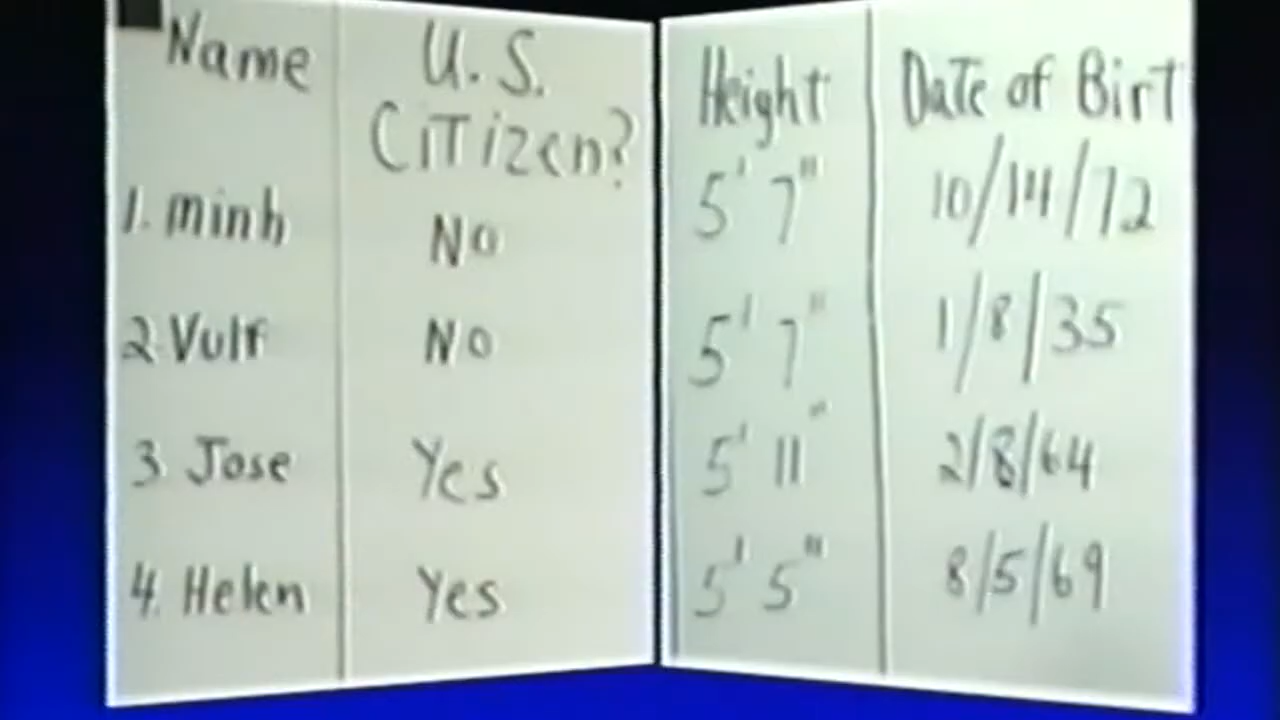 Name U.S. Citizen? Height Date of Birt
1. Minh No 5' 7" 10/14/72
2 Vulf No 5' 7" 1/8/35
3. Jose Yes 5' 11" 2/8/64
4. Helen Yes 5' 5" 8/5/69